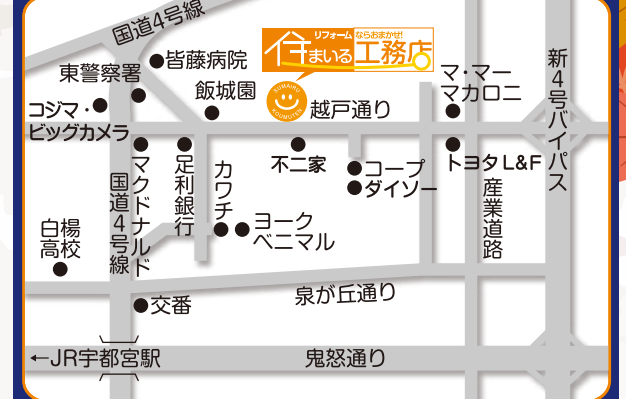 国道4号線
リフォーム ならおまかせ!
住まいる工務店
皆藤病院
東警察署
飯城園
SUMAIRU
KOUMUTEN
マ・マー
マカロニ
新4号バイパス
コジマ・
ビッグカメラ
越戸通り
マクドナルド
足利銀行
カワチ
不二家
コープ
ダイソー
トヨタL&F
産業道路
国道4号線
ヨーク
ベニマル
白楊
高校
交番
泉が丘通り
←JR宇都宮駅
鬼怒通り